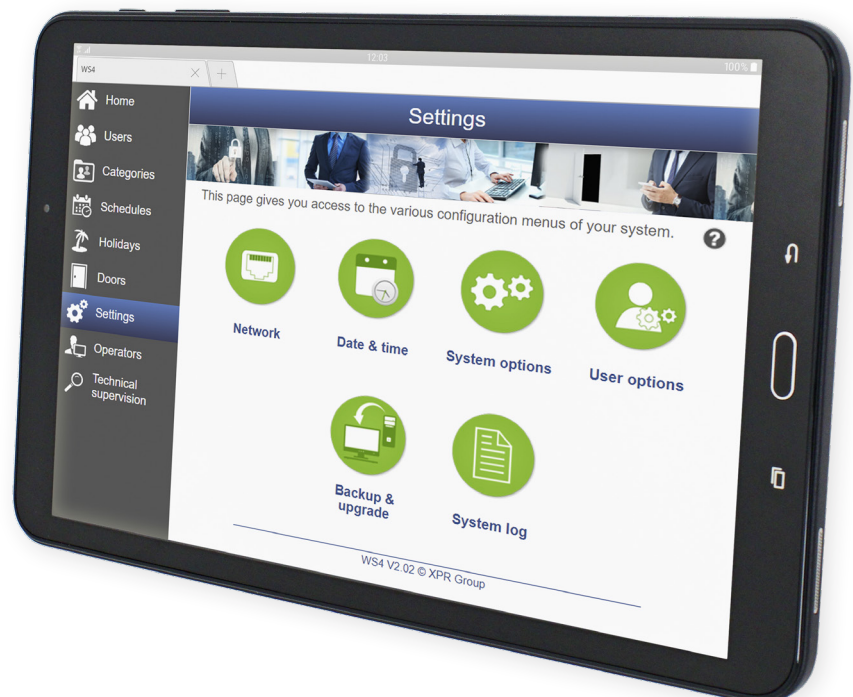 12:03
100%
WS4
Home
Users
Categories
Schedules
Holidays
Doors
Settings
Operators
Technical
supervision
Settings
This page gives you access to the various configuration menus of your system.
?
Network
Date & time
System options
User options
Backup &
upgrade
System log
WS4 V2.02 © XPR Group